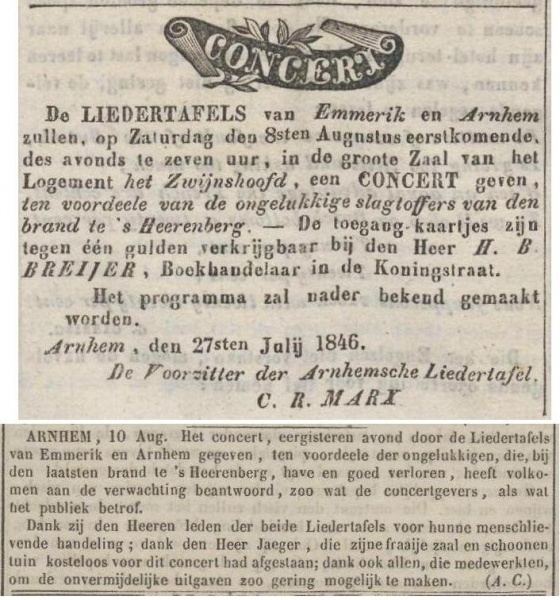 CONCERT
De LIEDERTAFELS van Emmerik en Arnhem
zullen, op Zaturdag den 8sten Augustus eerstkomende,
des avonds te zeven uur, in de groote Zaal van het
Logement het Zwijnshoofd, een CONCERT geven,
ten voordeele van de ongelukkige slagtoffers van den
brand te 's Heerenberg. — De toegang-kaartjes zijn
tegen één gulden verkrijgbaar bij den Heer H. B.
BREIJER, Boekhandelaar in de Koningstraat.
Het programma zal nader bekend gemaakt
worden.
Arnhem, den 27sten Julij 1846.
De Voorzitter der Arnhemsche Liedertafel.
C. R. MARX
ARNHEM, 10 Aug. Het concert, eergisteren avond door de Liedertafels
van Emmerik en Arnhem gegeven, ten voordeele der ongelukkigen, die, bij
den laatsten brand te 's Heerenberg, have en goed verloren, heeft volko-
men aan de verwachting beantwoord, zoo wat de concertgevers, als wat
het publiek betrof.
Dank zij den Heeren leden der beide Liedertafels voor hunne menschlie-
vende handeling; dank den Heer Jaeger, die zijne fraaije zaal en schoonen
tuin kosteloos voor dit concert had afgestaan; dank ook allen, die medewerkten,
om de onvermijdelijke uitgaven zoo gering mogelijk te maken. (A. C.)